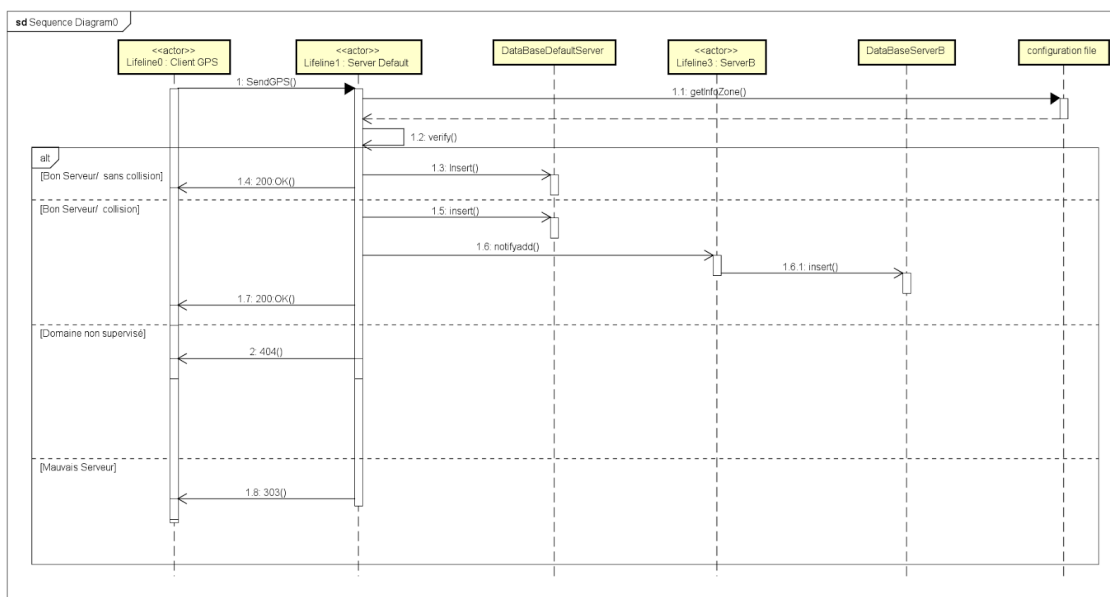 sd Sequence Diagram0
<<actor>>
Lifeline0 : Client GPS
<<actor>>
Lifeline1 : Server Default
DataBaseDefaultServer
<<actor>>
Lifeline3 : ServerB
DataBaseServerB
configuration file
1: SendGPS()
1.1: getInfoZone()
1.2: verify()
alt
[Bon Serveur/ sans collision]
1.3: Insert()
1.4: 200:OK()
[Bon Serveur/ collision]
1.5: insert()
1.6: notifyadd()
1.6.1: insert()
1.7: 200:OK()
[Domaine non supervisé]
2: 404()
[Mauvais Serveur]
1.8: 303()